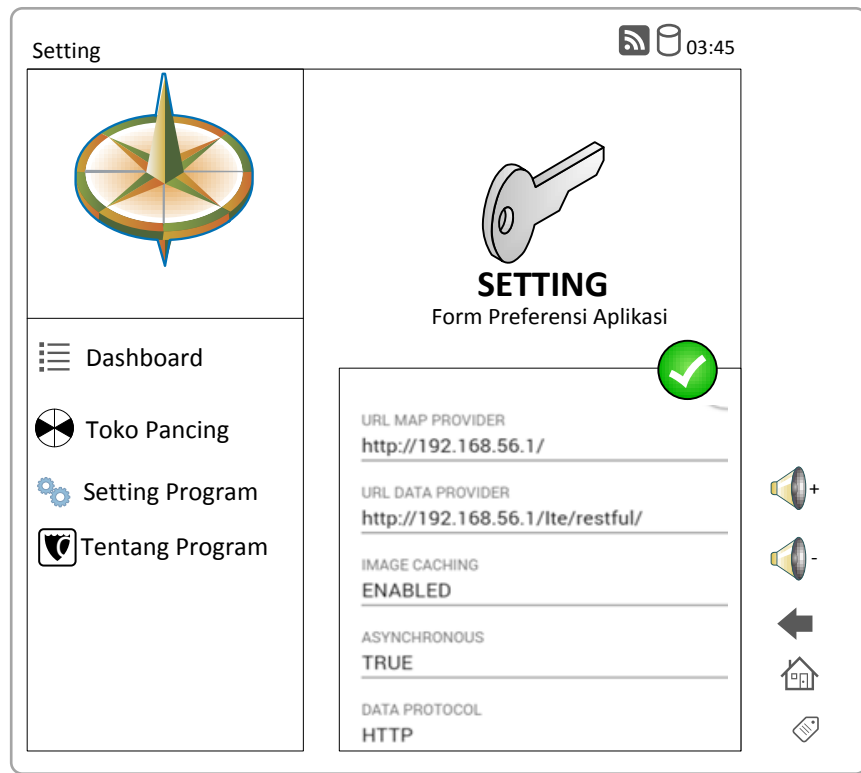 Setting
03:45
Dashboard
Toko Pancing
Setting Program
Tentang Program
SETTING
Form Preferensi Aplikasi
URL MAP PROVIDER
http://192.168.56.1/
URL DATA PROVIDER
http://192.168.56.1/lte/restful/
IMAGE CACHING
ENABLED
ASYNCHRONOUS
TRUE
DATA PROTOCOL
HTTP
+
-